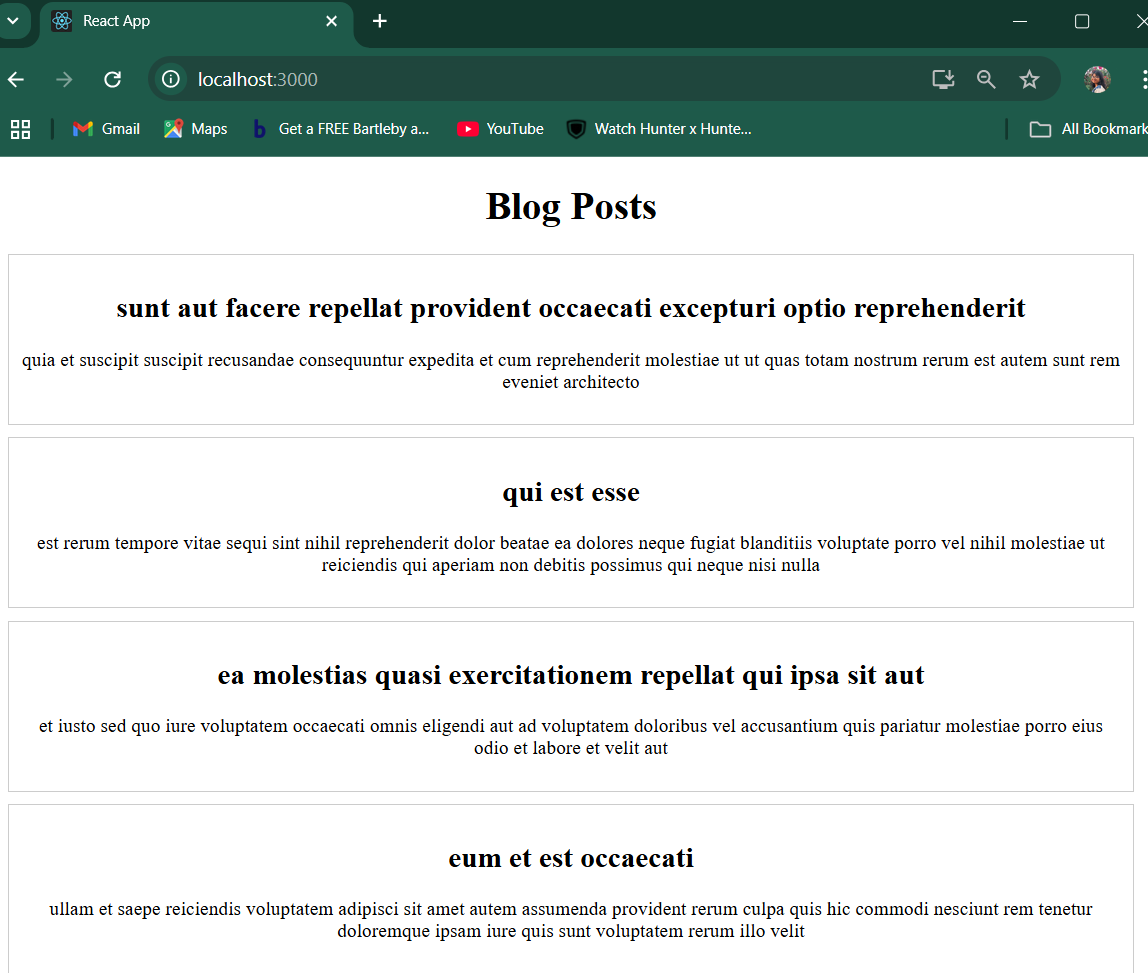 React App
localhost:3000
Gmail
Maps
b
Get a FREE Bartleby a...
YouTube
Watch Hunter x Hunte...
All Bookmark
Blog Posts
sunt aut facere repellat provident occaecati excepturi optio reprehenderit
quia et suscipit suscipit recusandae consequuntur expedita et cum reprehenderit molestiae ut ut quas totam nostrum rerum est autem sunt rem
eveniet architecto
qui est esse
est rerum tempore vitae sequi sint nihil reprehenderit dolor beatae ea dolores neque fugiat blanditiis voluptate porro vel nihil molestiae ut
reiciendis qui aperiam non debitis possimus qui neque nisi nulla
ea molestias quasi exercitationem repellat qui ipsa sit aut
et iusto sed quo iure voluptatem occaecati omnis eligendi aut ad voluptatem doloribus vel accusantium quis pariatur molestiae porro eius
odio et labore et velit aut
eum et est occaecati
ullam et saepe reiciendis voluptatem adipisci sit amet autem assumenda provident rerum culpa quis hic commodi nesciunt rem tenetur
doloremque ipsam iure quis sunt voluptatem rerum illo velit